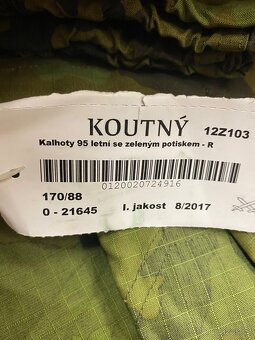 KOUTNÝ 12Z103
Kalhoty 95 letní se zeleným potiskem - R
0120020724916
170/88
0 - 21645 I. jakost 8/2017